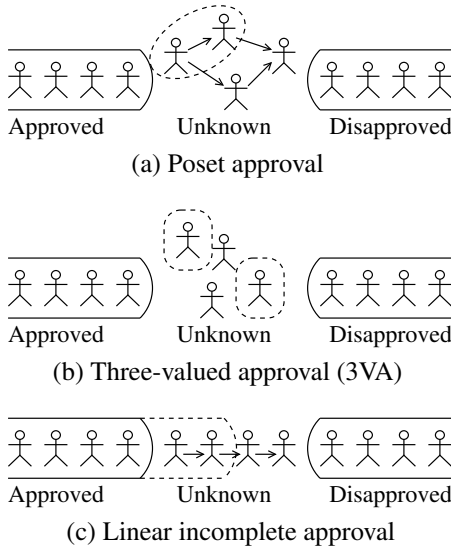 Approved Unknown Disapproved
(a) Poset approval
Approved Unknown Disapproved
(b) Three-valued approval (3VA)
Approved Unknown Disapproved
(c) Linear incomplete approval